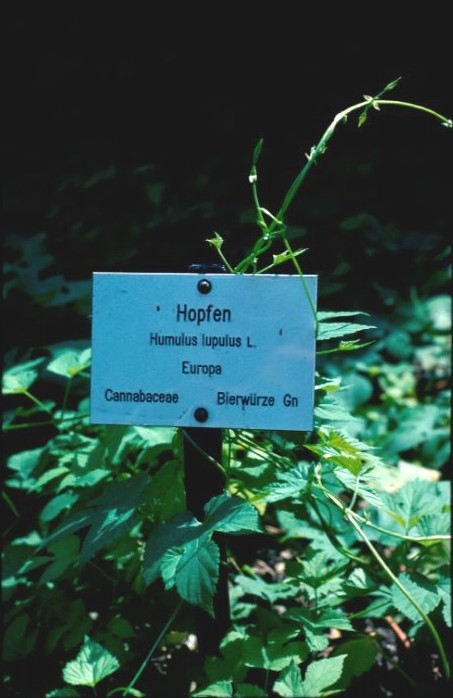 Hopfen
Humulus lupulus L.
Europa
Cannabaceae Bierwürze Gn